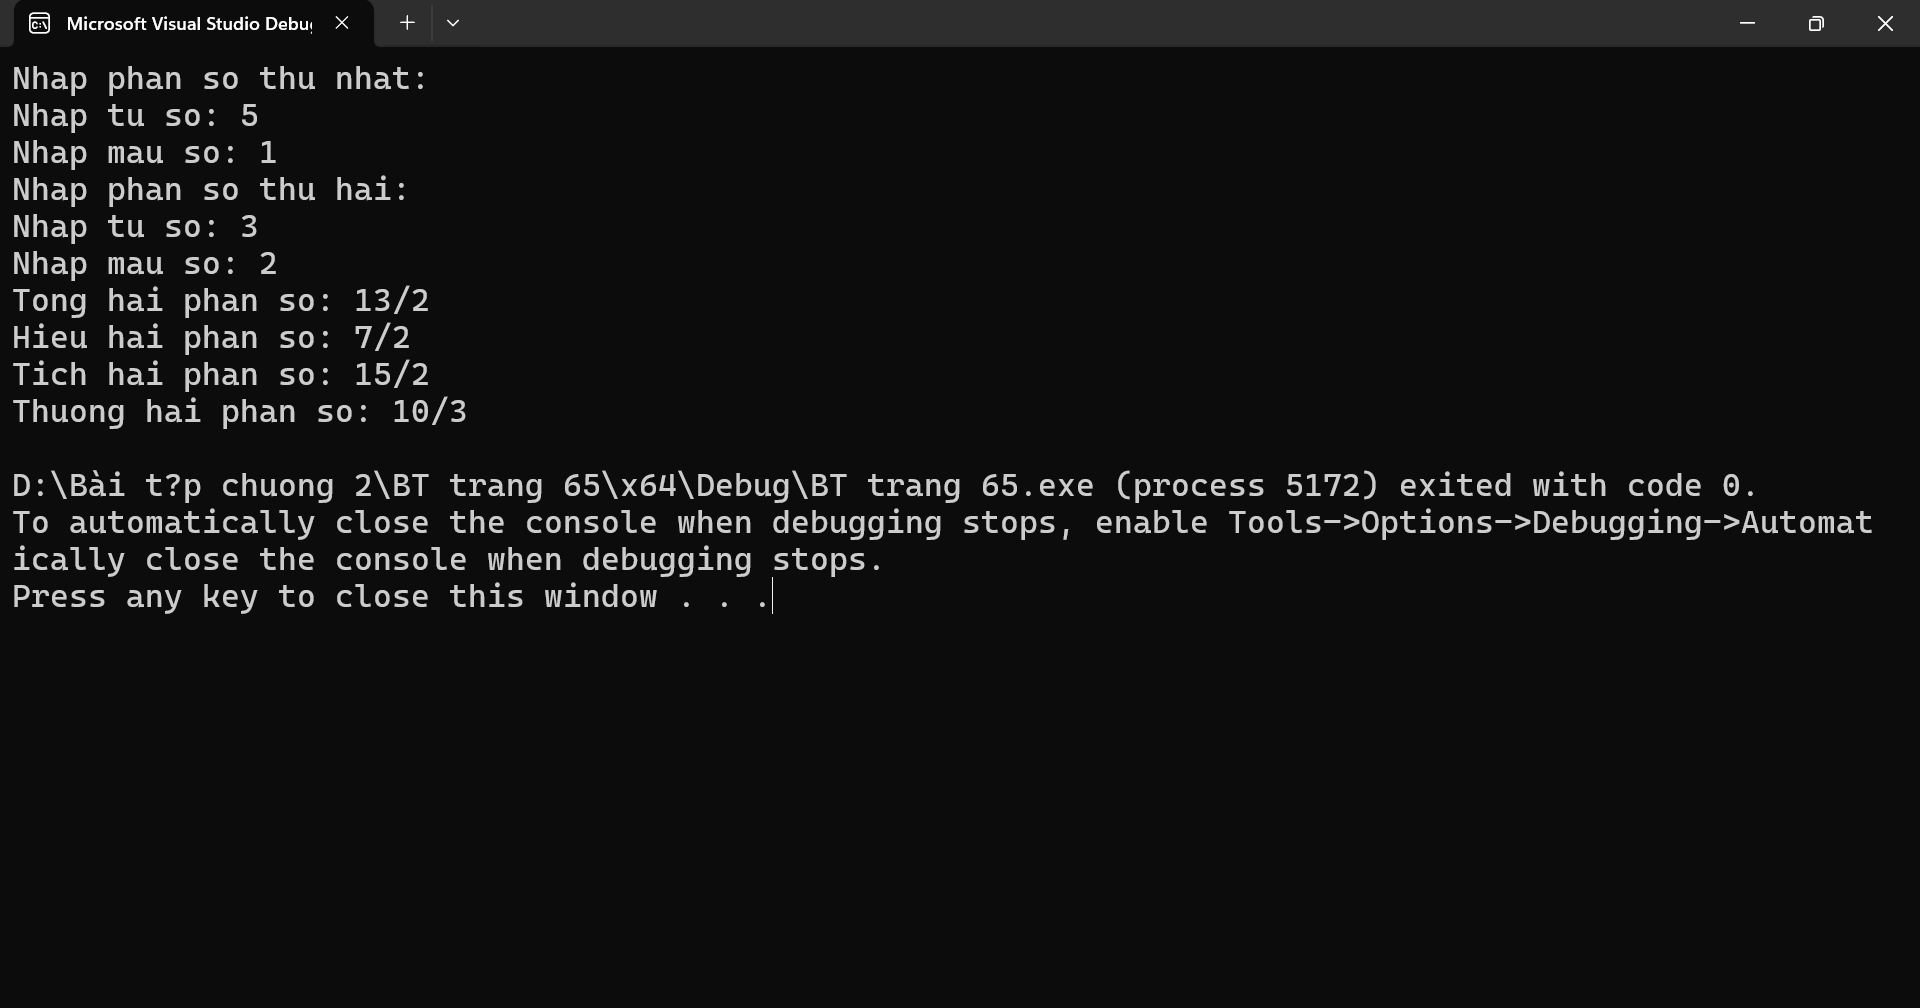 Microsoft Visual Studio Debug
Nhap phan so thu nhat:
Nhap tu so: 5
Nhap mau so: 1
Nhap phan so thu hai:
Nhap tu so: 3
Nhap mau so: 2
Tong hai phan so: 13/2
Hieu hai phan so: 7/2
Tich hai phan so: 15/2
Thuong hai phan so: 10/3
D:\Bài t?p chuong 2\BT trang 65\x64\Debug\BT trang 65.exe (process 5172) exited with code 0.
To automatically close the console when debugging stops, enable Tools->Options->Debugging->Automat
ically close the console when debugging stops.
Press any key to close this window . . .